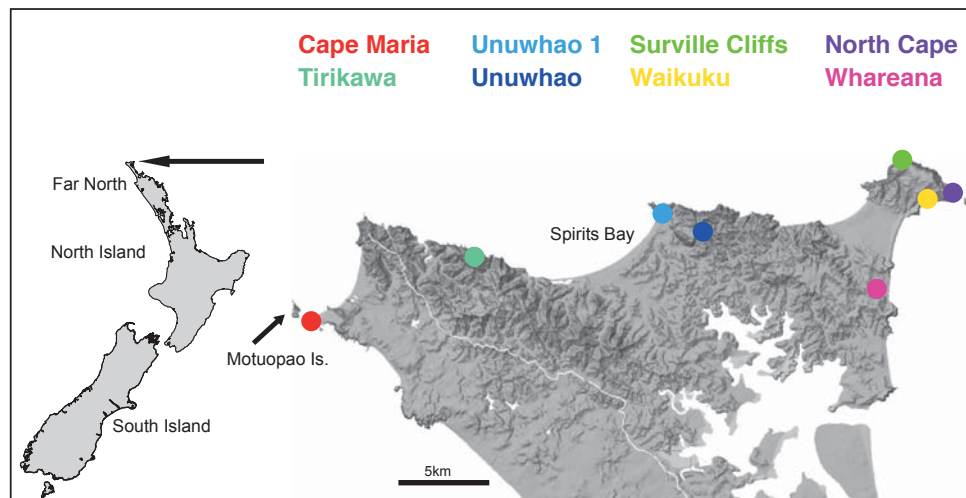 Cape Maria Unuwhao 1 Surville Cliffs North Cape
Tirikawa Unuwhao Waikuku Whareana
Far North
North Island
South Island
Spirits Bay
Motuopao Is.
5km